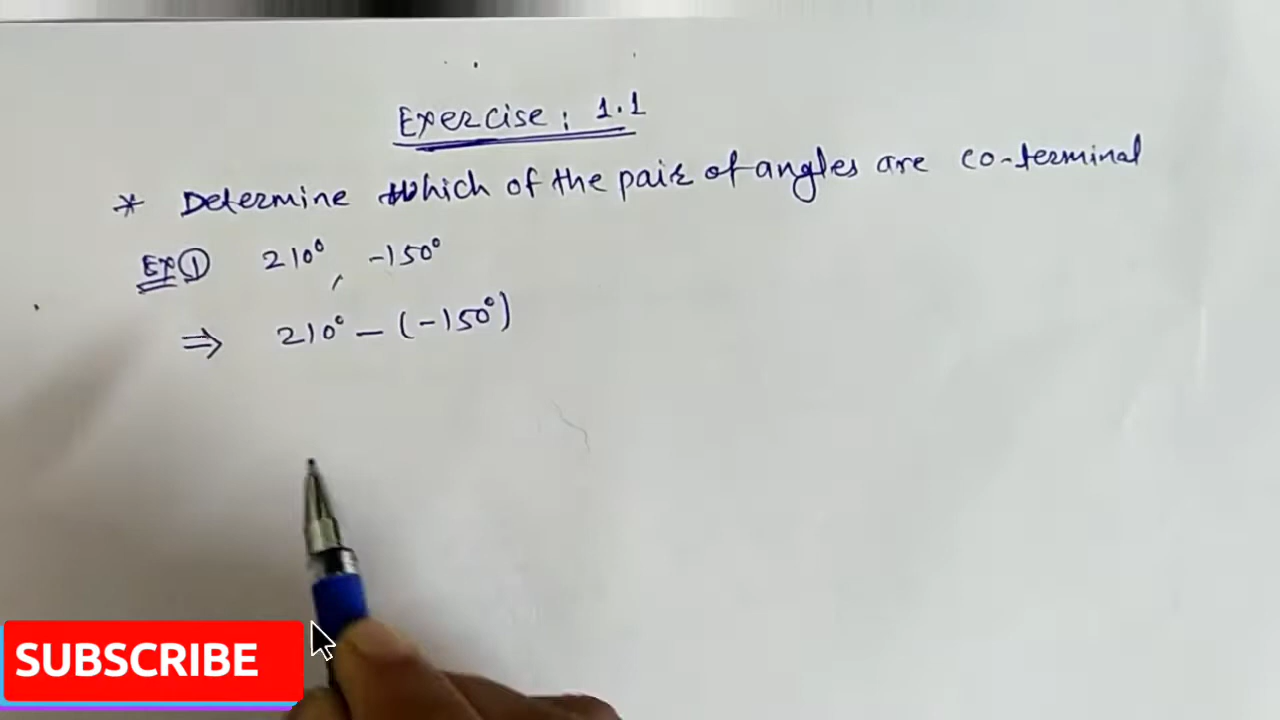 Exercise: 1.1
* Determine which of the pair of angles are co-terminal
Ex① 210°, -150°
⇒ 210° - (-150°)
SUBSCRIBE